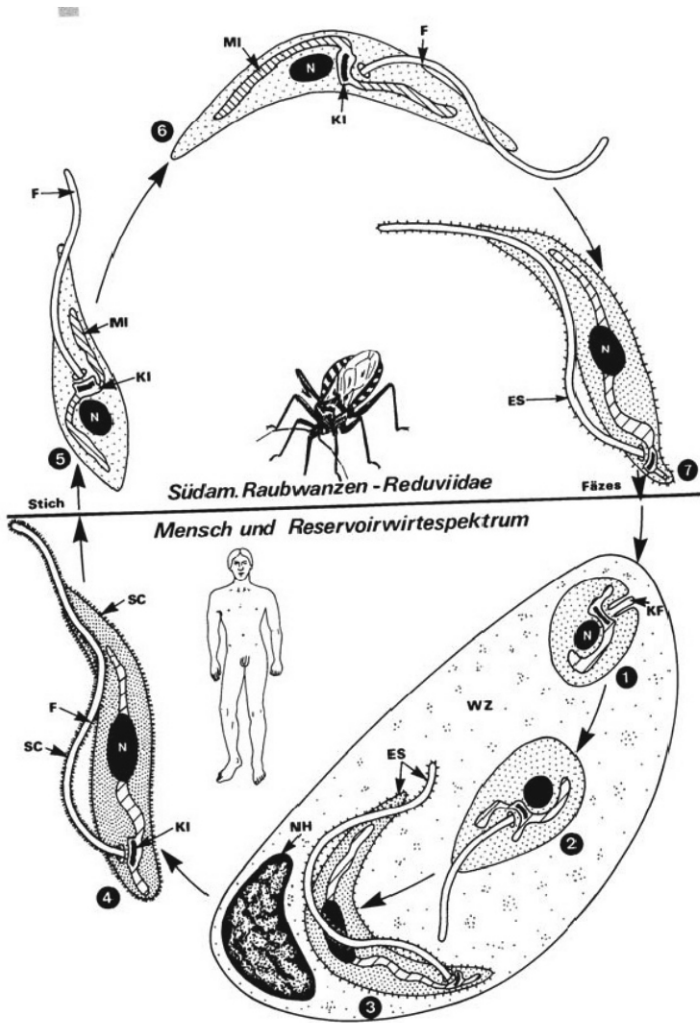 MI
F
N
KI
6
F
MI
KI
N
5
N
ES
7
Stich
Südam. Raubwanzen - Reduviidae
Fäzes
Mensch und Reservoirwirtespektrum
SC
F
SC
N
KI
4
N
KF
1
WZ
2
ES
NH
3